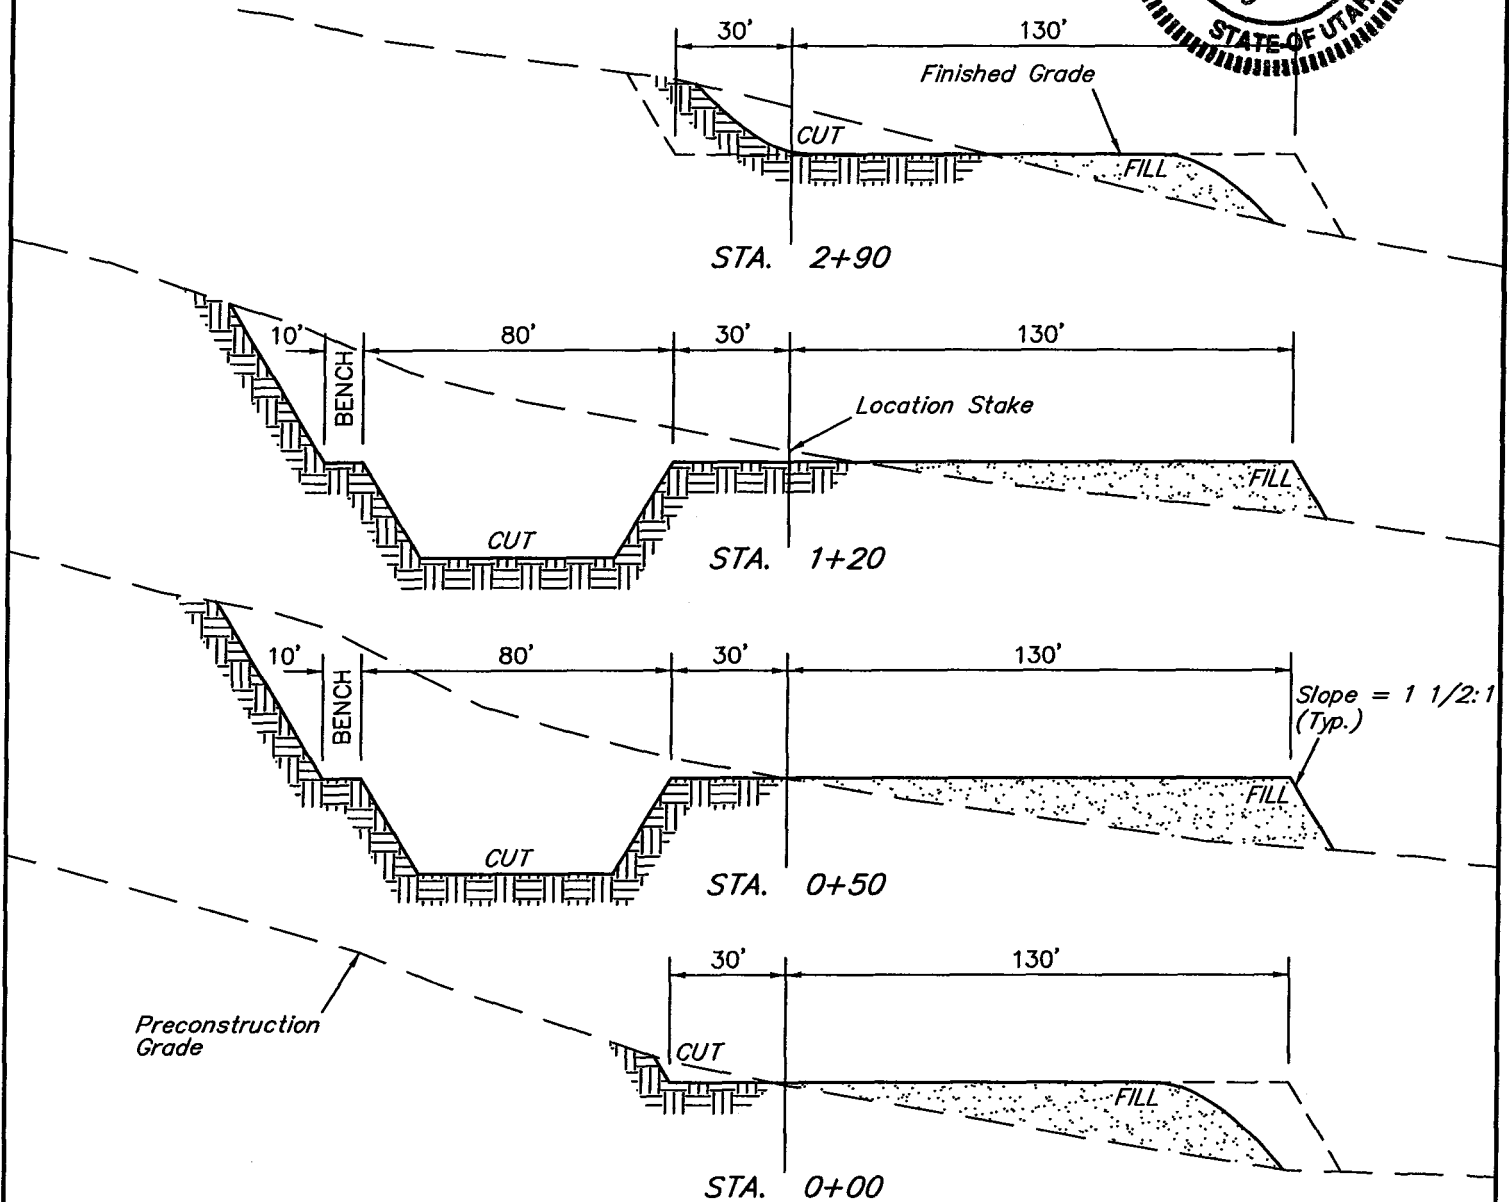 STATE OF UTAH
30' 130'
Finished Grade
CUT
FILL
STA. 2+90
10' 80' 30' 130'
BENCH
Location Stake
FILL
CUT
STA. 1+20
10' 80' 30' 130'
BENCH
Slope = 1 1/2:1
(Typ.)
FILL
CUT
STA. 0+50
30' 130'
Preconstruction
Grade
CUT
FILL
STA. 0+00